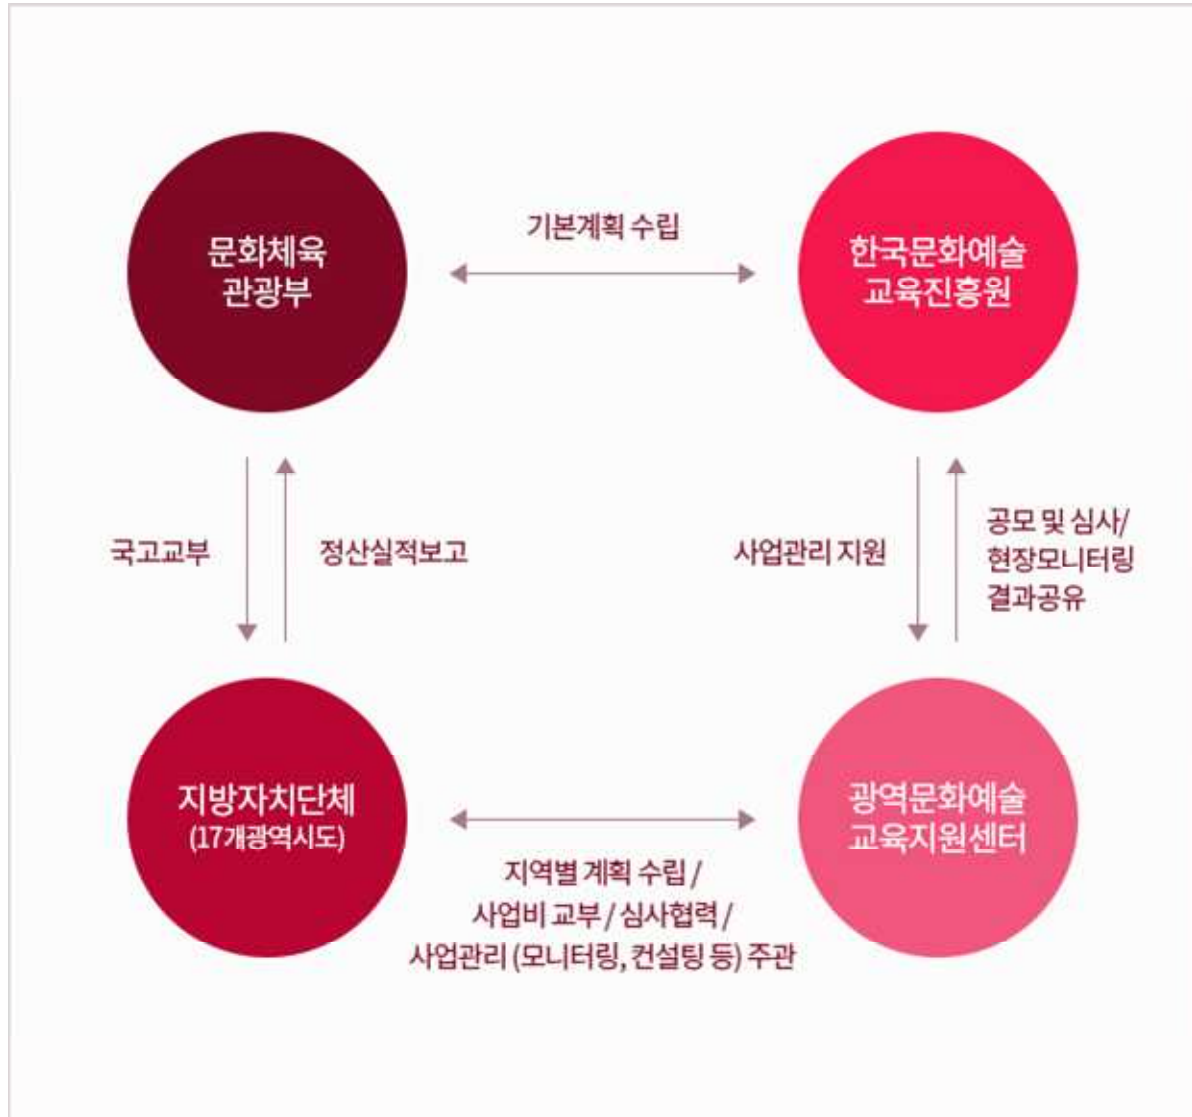 문화체육
관광부
기본계획 수립
한국문화예술
교육진흥원
국고교부
정산실적보고
사업관리 지원
공모 및 심사/
현장모니터링
결과공유
지방자치단체
(17개광역시도)
지역별 계획 수립 /
사업비 교부 / 심사협력 /
사업관리 (모니터링, 컨설팅 등) 주관
광역문화예술
교육지원센터